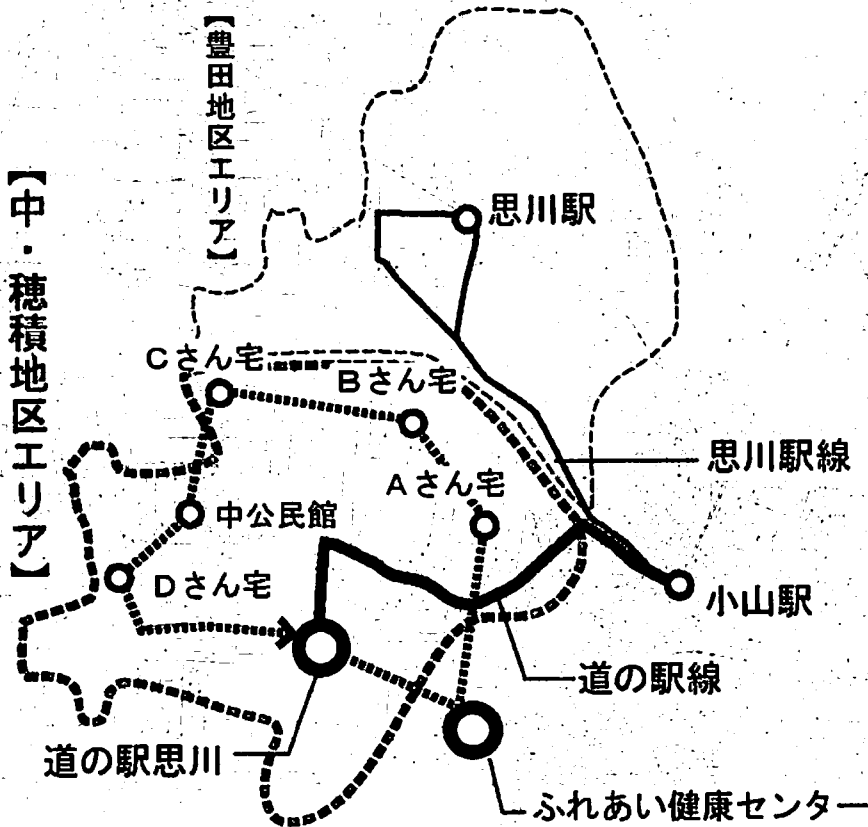 【豊田地区エリア】
【中・穂積地区エリア】
思川駅
Cさん宅
Bさん宅
思川駅線
Aさん宅
中公民館
Dさん宅
小山駅
道の駅線
道の駅思川
ふれあい健康センター